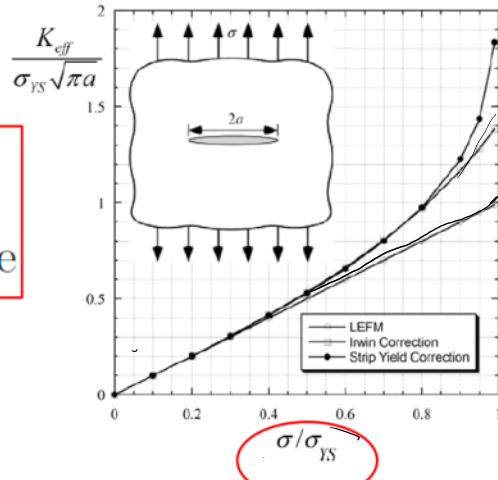 K_eff / σ_YS √πa
2
1.5
1
0.5
0
σ
2a
e
LEFM
Irwin Correction
Strip Yield Correction
0
0.2
0.4
0.6
0.8
1
σ/σ_YS